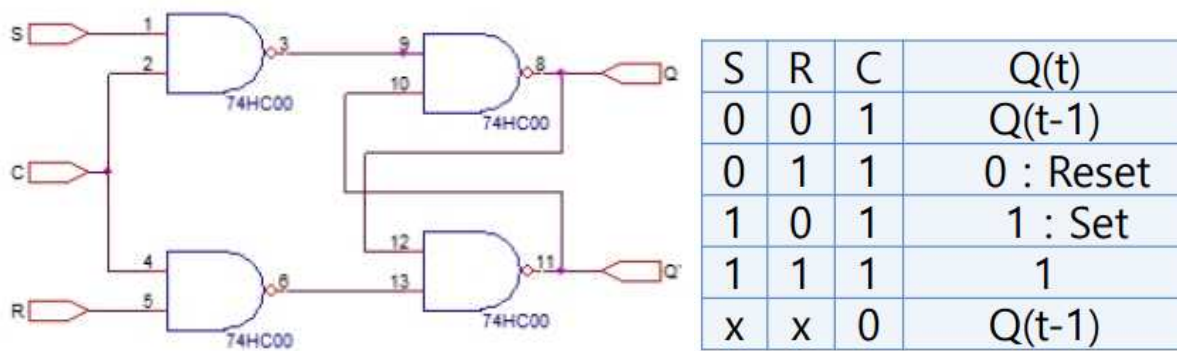 S 1 3 9 8 Q
2 10
74HC00 74HC00
C
4 12 11 Q'
R 5 6 13
74HC00 74HC00
S R C Q(t)
0 0 1 Q(t-1)
0 1 1 0 : Reset
1 0 1 1 : Set
1 1 1 1
x x 0 Q(t-1)